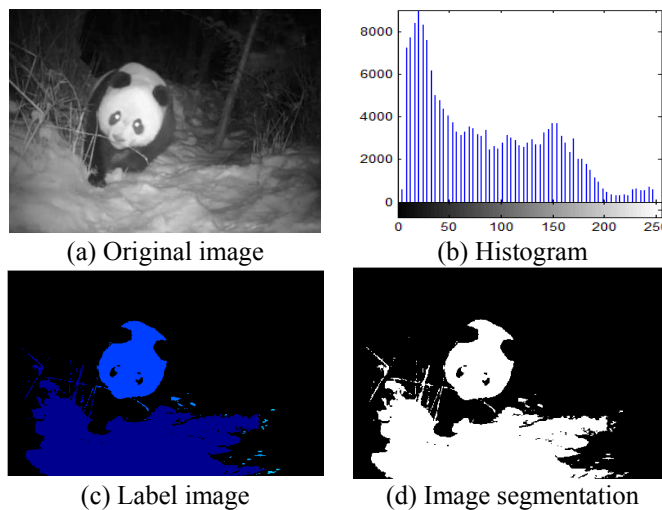 8000
6000
4000
2000
0
0 50 100 150 200 250
(a) Original image
(b) Histogram
(c) Label image
(d) Image segmentation